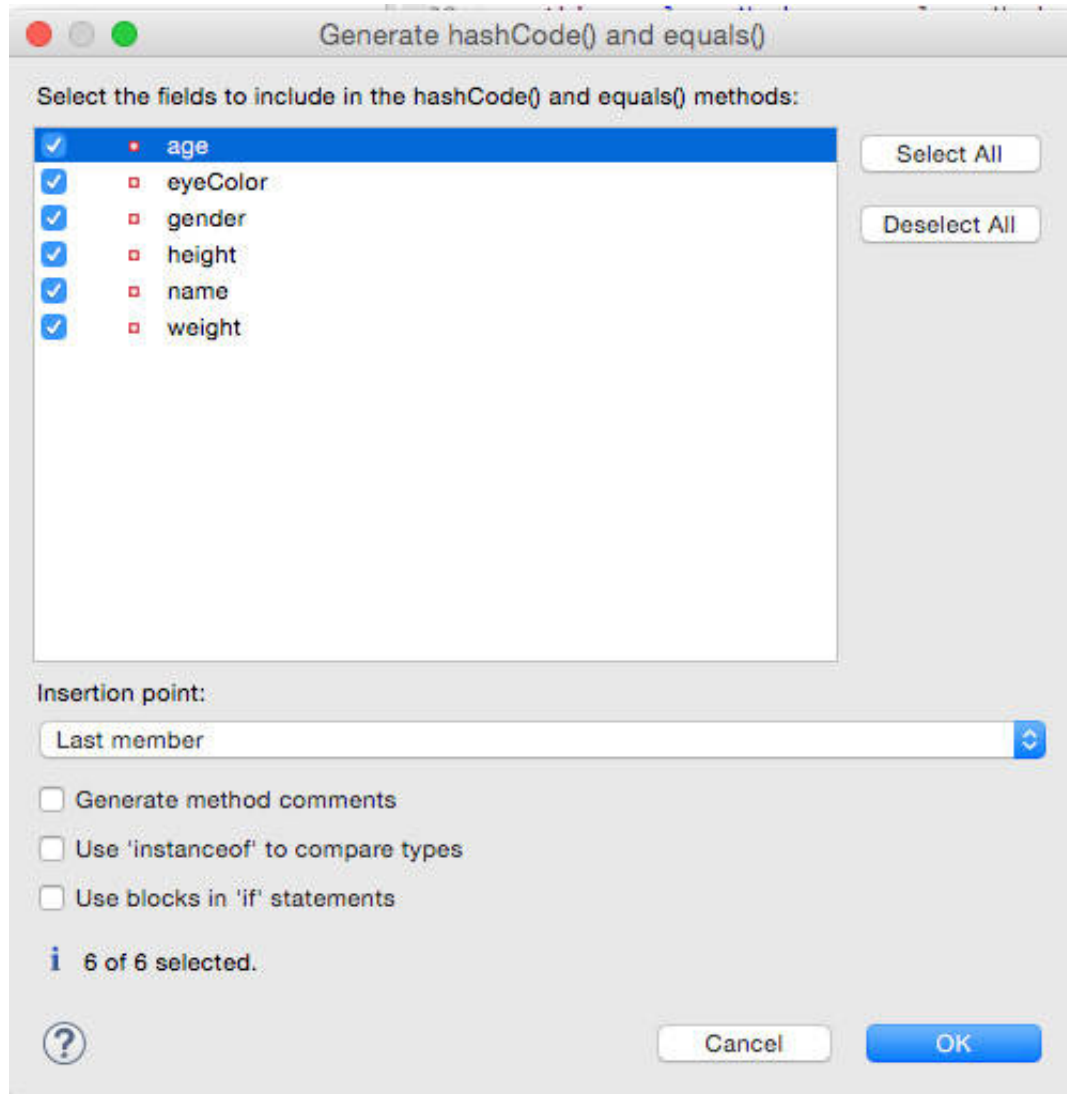 Generate hashCode() and equals()
Select the fields to include in the hashCode() and equals() methods:
age
Select All
eyeColor
gender
Deselect All
height
name
weight
Insertion point:
Last member
Generate method comments
Use 'instanceof' to compare types
Use blocks in 'if' statements
i 6 of 6 selected.
?
Cancel
OK